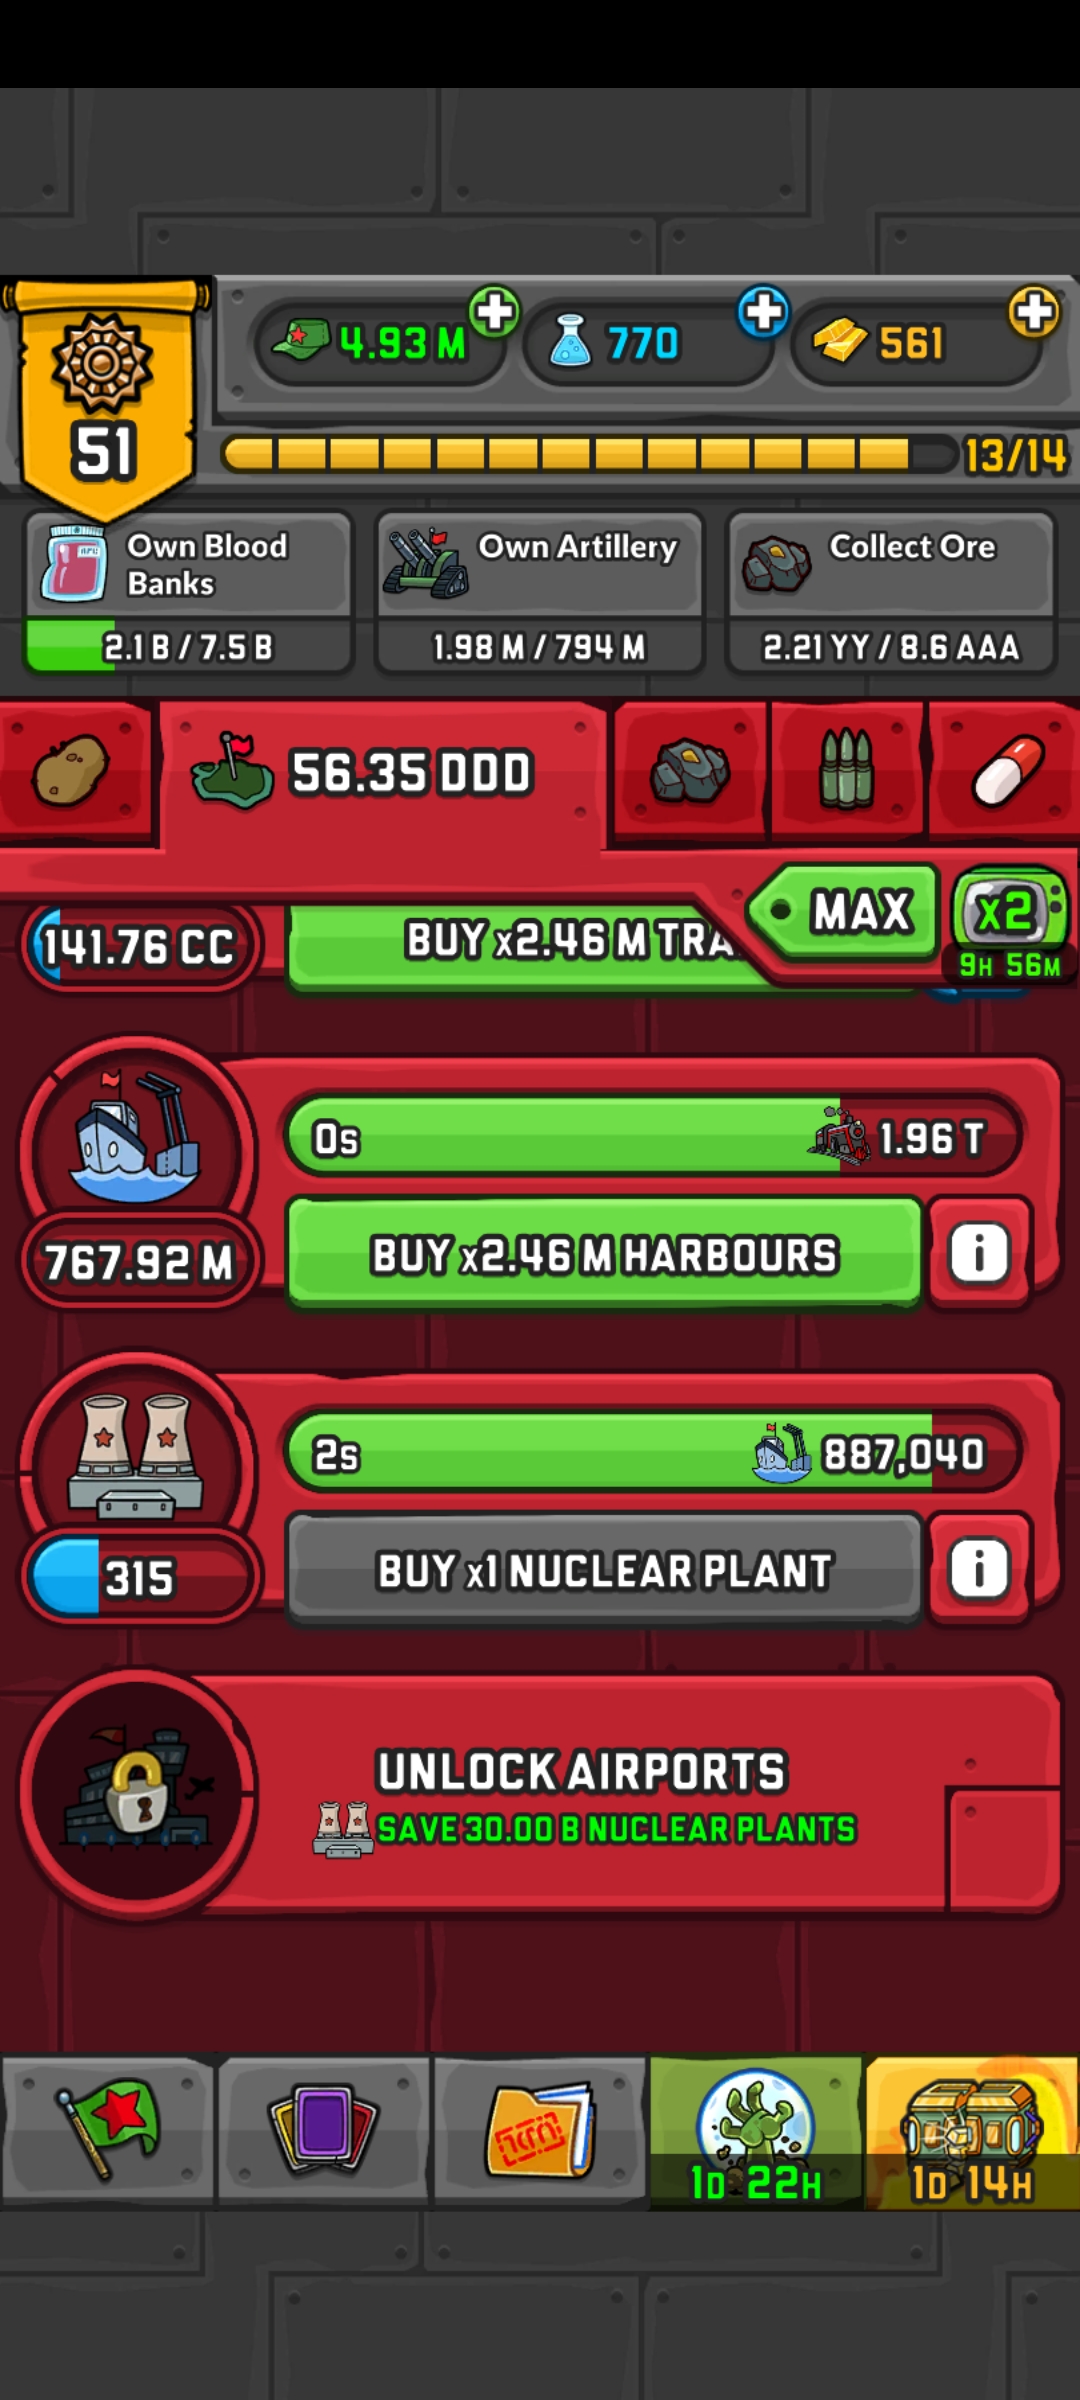 4.93 M
770
561
51
13/14
Own Blood
Banks
2.1 B / 7.5 B
Own Artillery
1.98 M / 794 M
Collect Ore
2.21 YY / 8.6 AAA
56.35 DDD
MAX
x2
9H 56M
141.76 CC
BUY x2.46 M TRA
0s
1.96 T
767.92 M
BUY x2.46 M HARBOURS
i
2s
887,040
315
BUY x1 NUCLEAR PLANT
i
UNLOCK AIRPORTS
SAVE 30.00 B NUCLEAR PLANTS
1D 22H
1D 14H